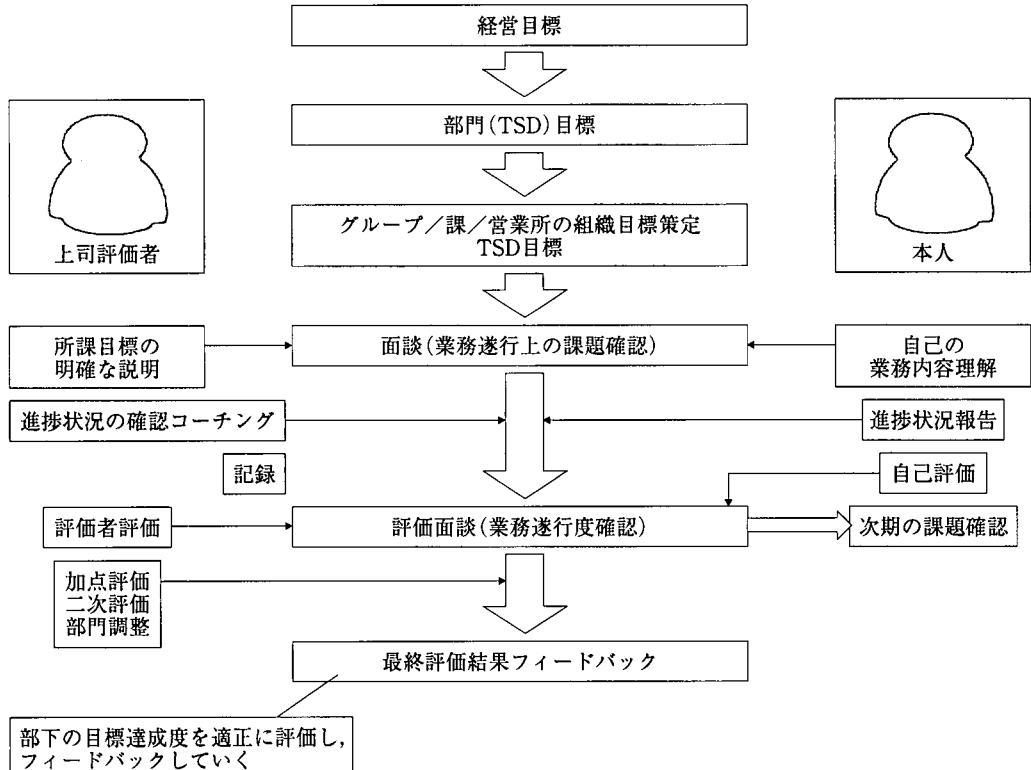 経営目標
部門(TSD)目標
グループ／課／営業所の組織目標策定
TSD目標
上司評価者
本人
所課目標の
明確な説明
面談(業務遂行上の課題確認)
自己の
業務内容理解
進捗状況の確認コーチング
進捗状況報告
記録
自己評価
評価者評価
評価面談(業務遂行度確認)
次期の課題確認
加点評価
二次評価
部門調整
最終評価結果フィードバック
部下の目標達成度を適正に評価し,
フィードバックしていく